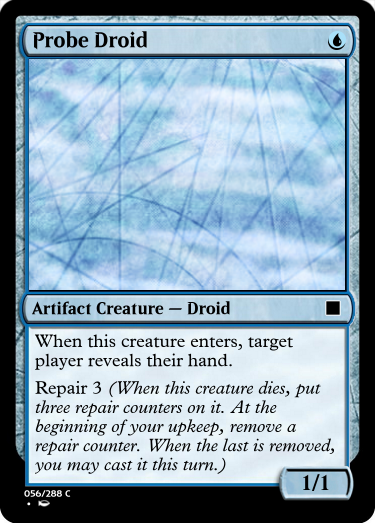 Probe Droid
Artifact Creature — Droid
When this creature enters, target
player reveals their hand.
Repair 3 (When this creature dies, put
three repair counters on it. At the
beginning of your upkeep, remove a
repair counter. When the last is removed,
you may cast it this turn.)
1/1
056/288 C